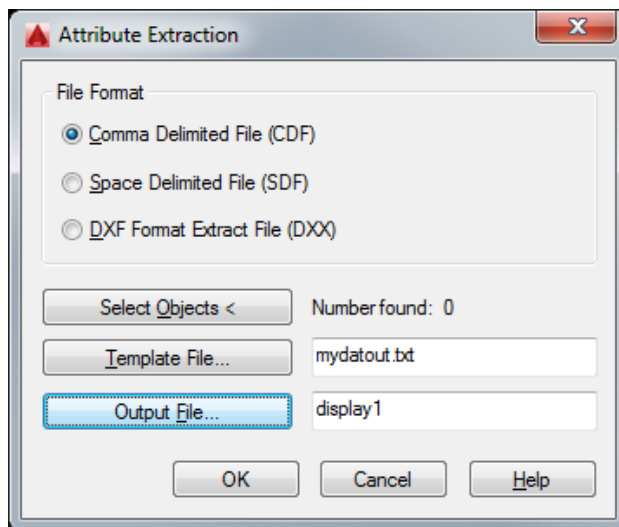 Attribute Extraction
File Format
Comma Delimited File (CDF)
Space Delimited File (SDF)
DXF Format Extract File (DXX)
Select Objects < Number found: 0
Template File... mydatout.txt
Output File... display1
OK Cancel Help